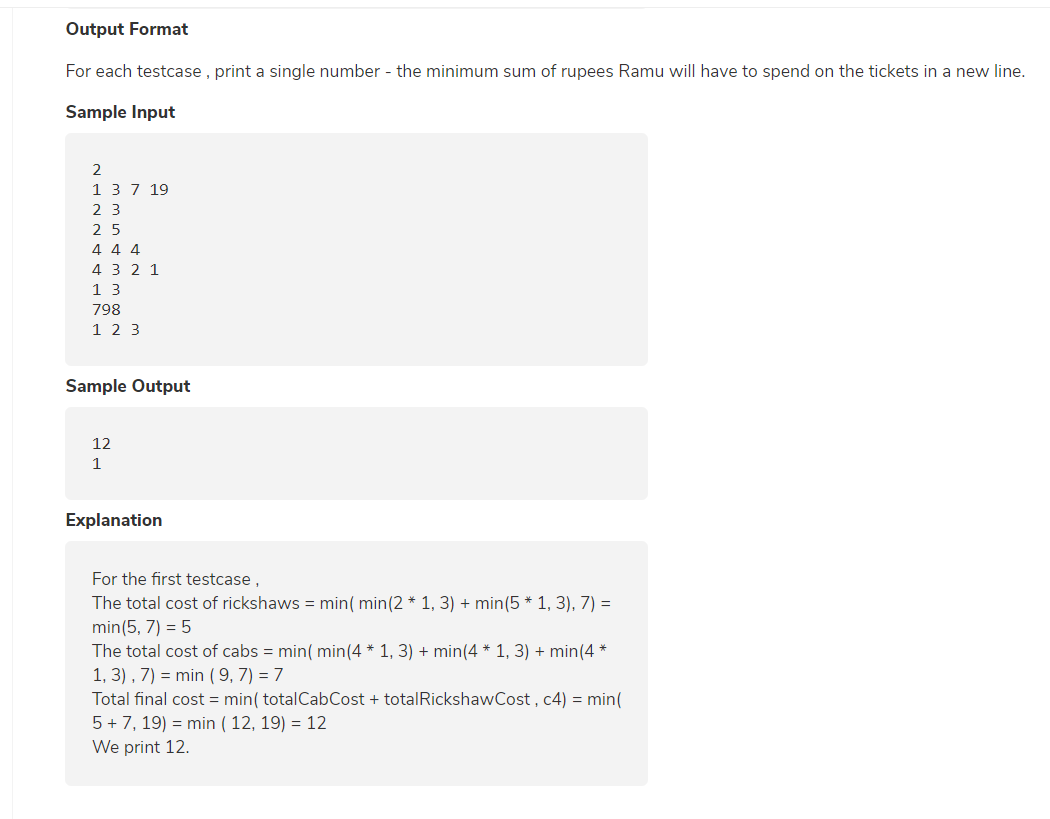 Output Format
For each testcase , print a single number - the minimum sum of rupees Ramu will have to spend on the tickets in a new line.
Sample Input
2
1 3 7 19
2 3
2 5
4 4 4
4 3 2 1
1 3
798
1 2 3
Sample Output
12
1
Explanation
For the first testcase ,
The total cost of rickshaws = min( min(2 * 1, 3) + min(5 * 1, 3), 7) =
min(5, 7) = 5
The total cost of cabs = min( min(4 * 1, 3) + min(4 * 1, 3) + min(4 *
1, 3) , 7) = min ( 9, 7) = 7
Total final cost = min( totalCabCost + totalRickshawCost , c4) = min(
5 + 7, 19) = min ( 12, 19) = 12
We print 12.